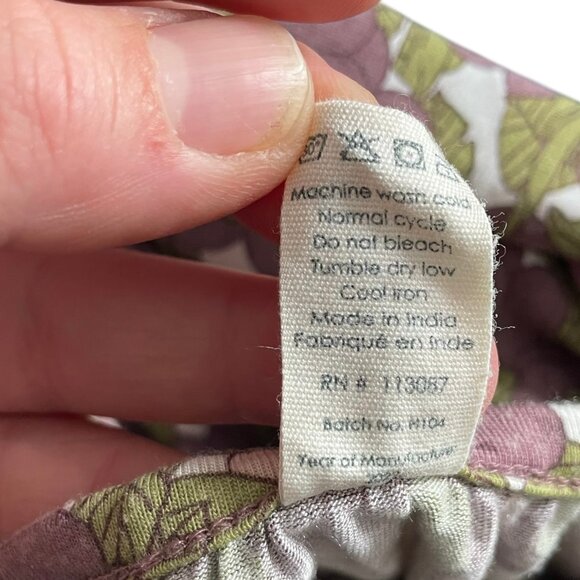 Machine wash cold
Normal cycle
Do not bleach
Tumble dry low
Cool iron
Made in India
Fabriqué en Inde
RN # 113087
Batch No. H104
Year of Manufacture